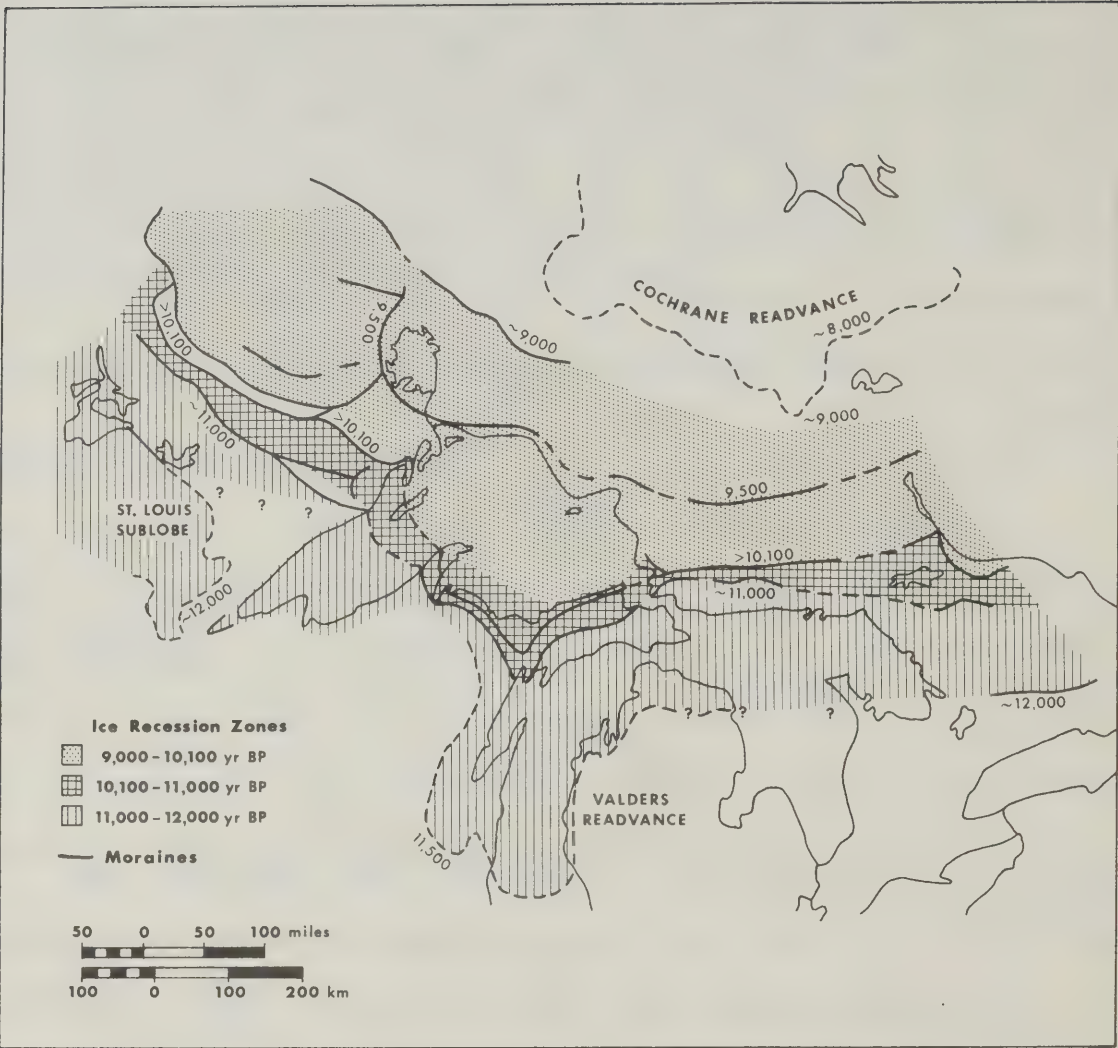 COCHRANE READVANCE
~8,000
~9,000
~9,000
9,500
>10,100
>10,100
~11,000
9,500
>10,100
~11,000
? ? ?
ST. LOUIS
SUBLOBE
~12,000
? ? ?
~12,000
VALDERS
READVANCE
11,500
Ice Recession Zones
9,000-10,100 yr BP
10,100-11,000 yr BP
11,000-12,000 yr BP
Moraines
50 0 50 100 miles
100 0 100 200 km